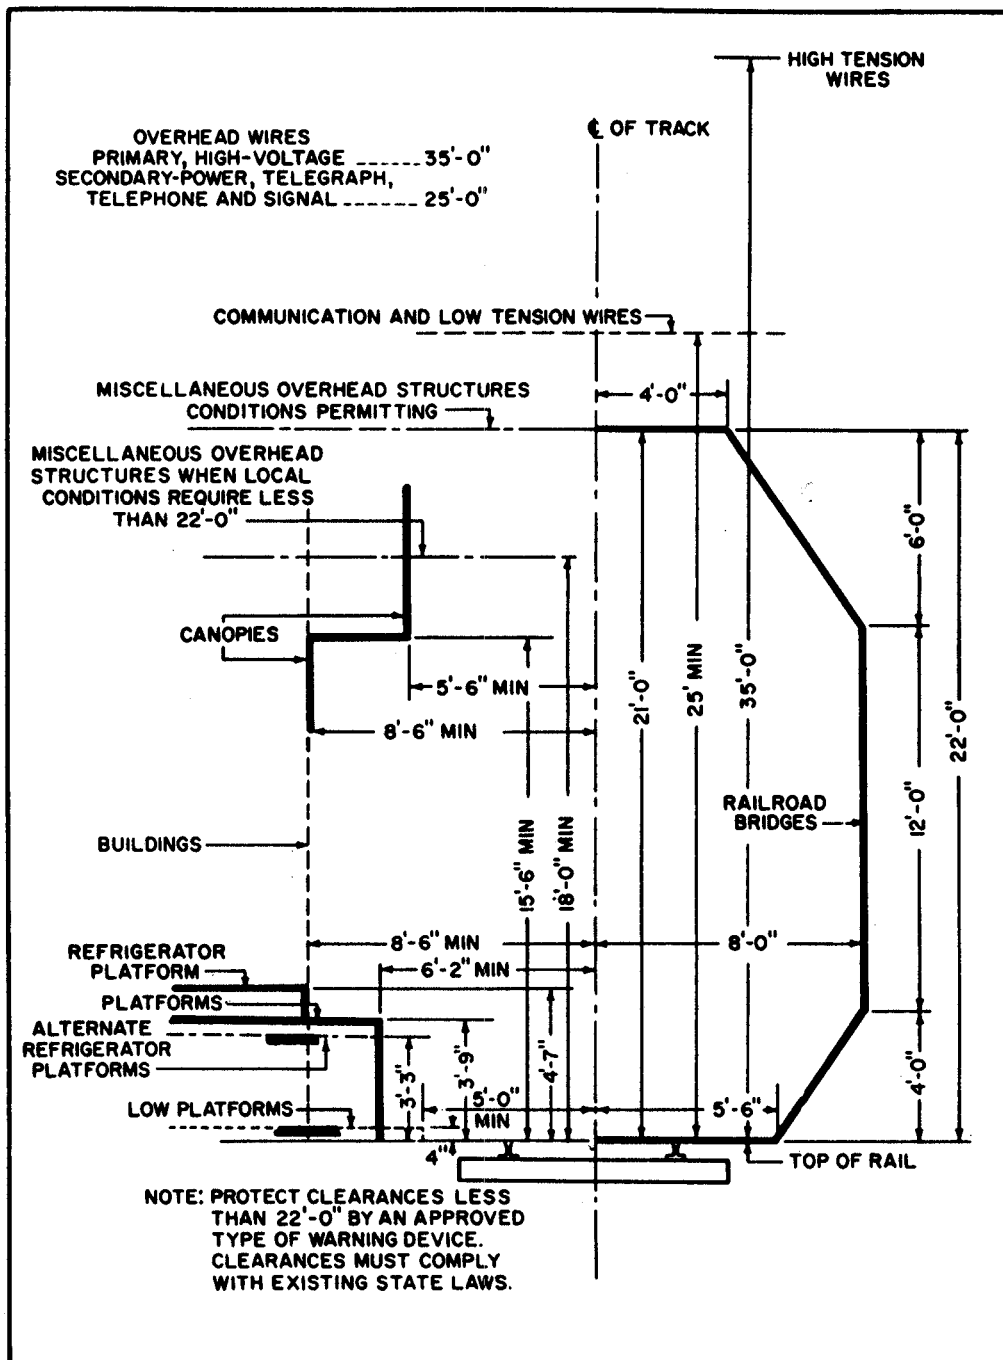 HIGH TENSION
WIRES
℄ OF TRACK
OVERHEAD WIRES
PRIMARY, HIGH-VOLTAGE ------ 35'-0"
SECONDARY-POWER, TELEGRAPH,
TELEPHONE AND SIGNAL ------ 25'-0"
COMMUNICATION AND LOW TENSION WIRES
MISCELLANEOUS OVERHEAD STRUCTURES
CONDITIONS PERMITTING
4'-0"
MISCELLANEOUS OVERHEAD
STRUCTURES WHEN LOCAL
CONDITIONS REQUIRE LESS
THAN 22'-0"
6'-0"
CANOPIES
5'-6" MIN
8'-6" MIN
21'-0"
25' MIN
35'-0"
22'-0"
RAILROAD
BRIDGES
12'-0"
BUILDINGS
15'-6" MIN
18'-0" MIN
8'-6" MIN
8'-0"
6'-2" MIN
REFRIGERATOR
PLATFORM
PLATFORMS
ALTERNATE
REFRIGERATOR
PLATFORMS
3'-3"
3'-9"
4'-7"
4'-0"
LOW PLATFORMS
5'-0"
MIN
5'-6"
4"
TOP OF RAIL
NOTE: PROTECT CLEARANCES LESS
THAN 22'-0" BY AN APPROVED
TYPE OF WARNING DEVICE.
CLEARANCES MUST COMPLY
WITH EXISTING STATE LAWS.